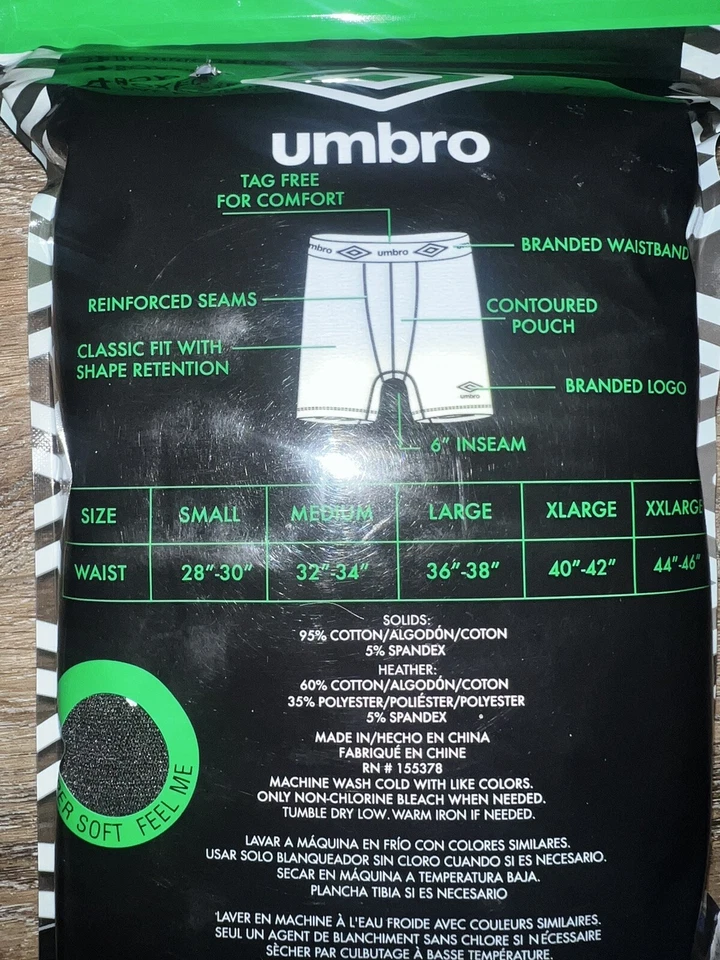 umbro
TAG FREE
FOR COMFORT
BRANDED WAISTBAND
mbro umbro
REINFORCED SEAMS
CONTOURED
POUCH
CLASSIC FIT WITH
SHAPE RETENTION
BRANDED LOGO
umbro
6" INSEAM
SIZE SMALL MEDIUM LARGE XLARGE XXLARGE
WAIST 28"-30" 32"-34" 36"-38" 40"-42" 44"-46"
SOLIDS:
95% COTTON/ALGODÓN/COTON
5% SPANDEX
HEATHER:
60% COTTON/ALGODÓN/COTON
35% POLYESTER/POLIÉSTER/POLYESTER
5% SPANDEX
MADE IN/HECHO EN CHINA
FABRIQUÉ EN CHINE
RN # 155378
MACHINE WASH COLD WITH LIKE COLORS.
ONLY NON-CHLORINE BLEACH WHEN NEEDED.
TUMBLE DRY LOW. WARM IRON IF NEEDED.
ER SOFT FEEL ME
LAVAR A MÁQUINA EN FRÍO CON COLORES SIMILARES.
USAR SOLO BLANQUEADOR SIN CLORO CUANDO SI ES NECESARIO.
SECAR EN MÁQUINA A TEMPERATURA BAJA.
PLANCHA TIBIA SI ES NECESARIO
LAVER EN MACHINE À L'EAU FROIDE AVEC COULEURS SIMILAIRES.
SEUL UN AGENT DE BLANCHIMENT SANS CHLORE SI NÉCESSAIRE
SÈCHER PAR CULBUTAGE À BASSE TEMPÉRATURE.